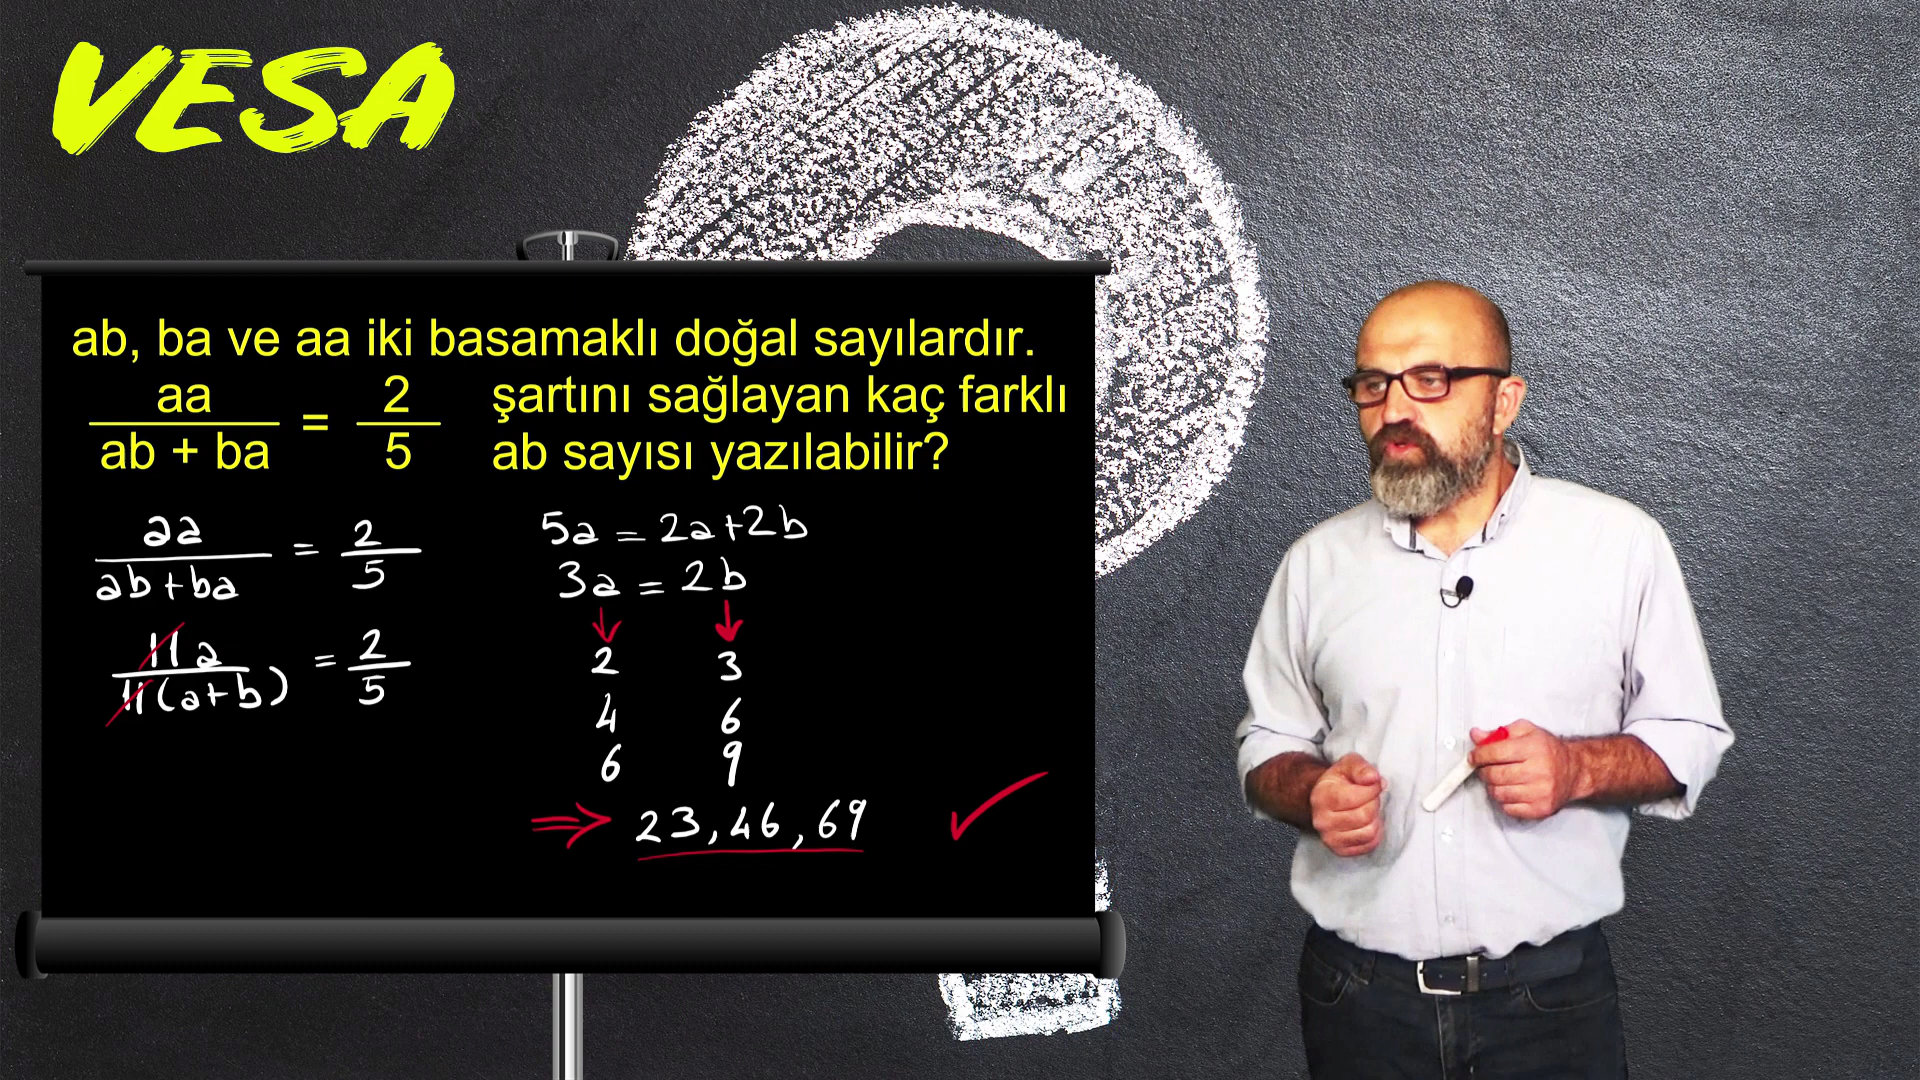 VESA
ab, ba ve aa iki basamaklı doğal sayılardır.
aa / ab + ba = 2 / 5 şartını sağlayan kaç farklı
ab sayısı yazılabilir?
aa / ab + ba = 2 / 5
11a / 11(a+b) = 2 / 5
5a = 2a+2b
3a = 2b
2 3
4 6
6 9
⇒ 23, 46, 69 ✓